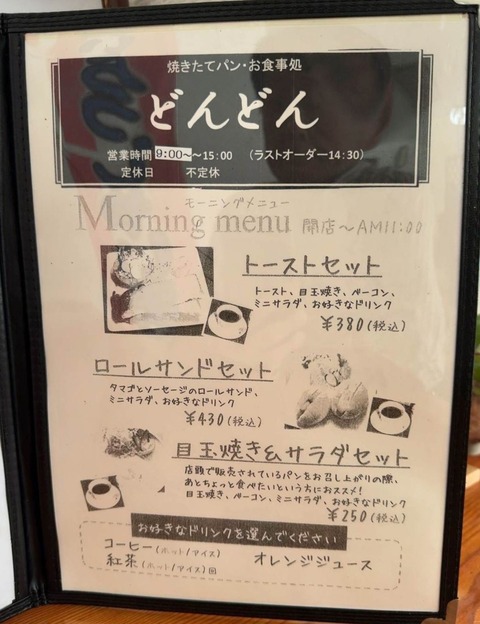 焼きたてパン・お食事処
どんどん
営業時間 9:00～～15:00 （ラストオーダー14:30）
定休日 不定休
モーニングメニュー
Morning menu 開店～AM11:00
トーストセット
トースト、目玉焼き、ベーコン、
ミニサラダ、お好きなドリンク
¥380(税込)
ロールサンドセット
タマゴとソーセージのロールサンド、
ミニサラダ、お好きなドリンク
¥430(税込)
目玉焼き&サラダセット
店頭で販売されているパンをお召し上がりの際、
あとちょっと食べたいという方におススメ!
目玉焼き、ベーコン、ミニサラダ、お好きなドリンク
¥250(税込)
お好きなドリンクを選んでください
コーヒー(ホット/アイス)
オレンジジュース
紅茶(ホット/アイス)